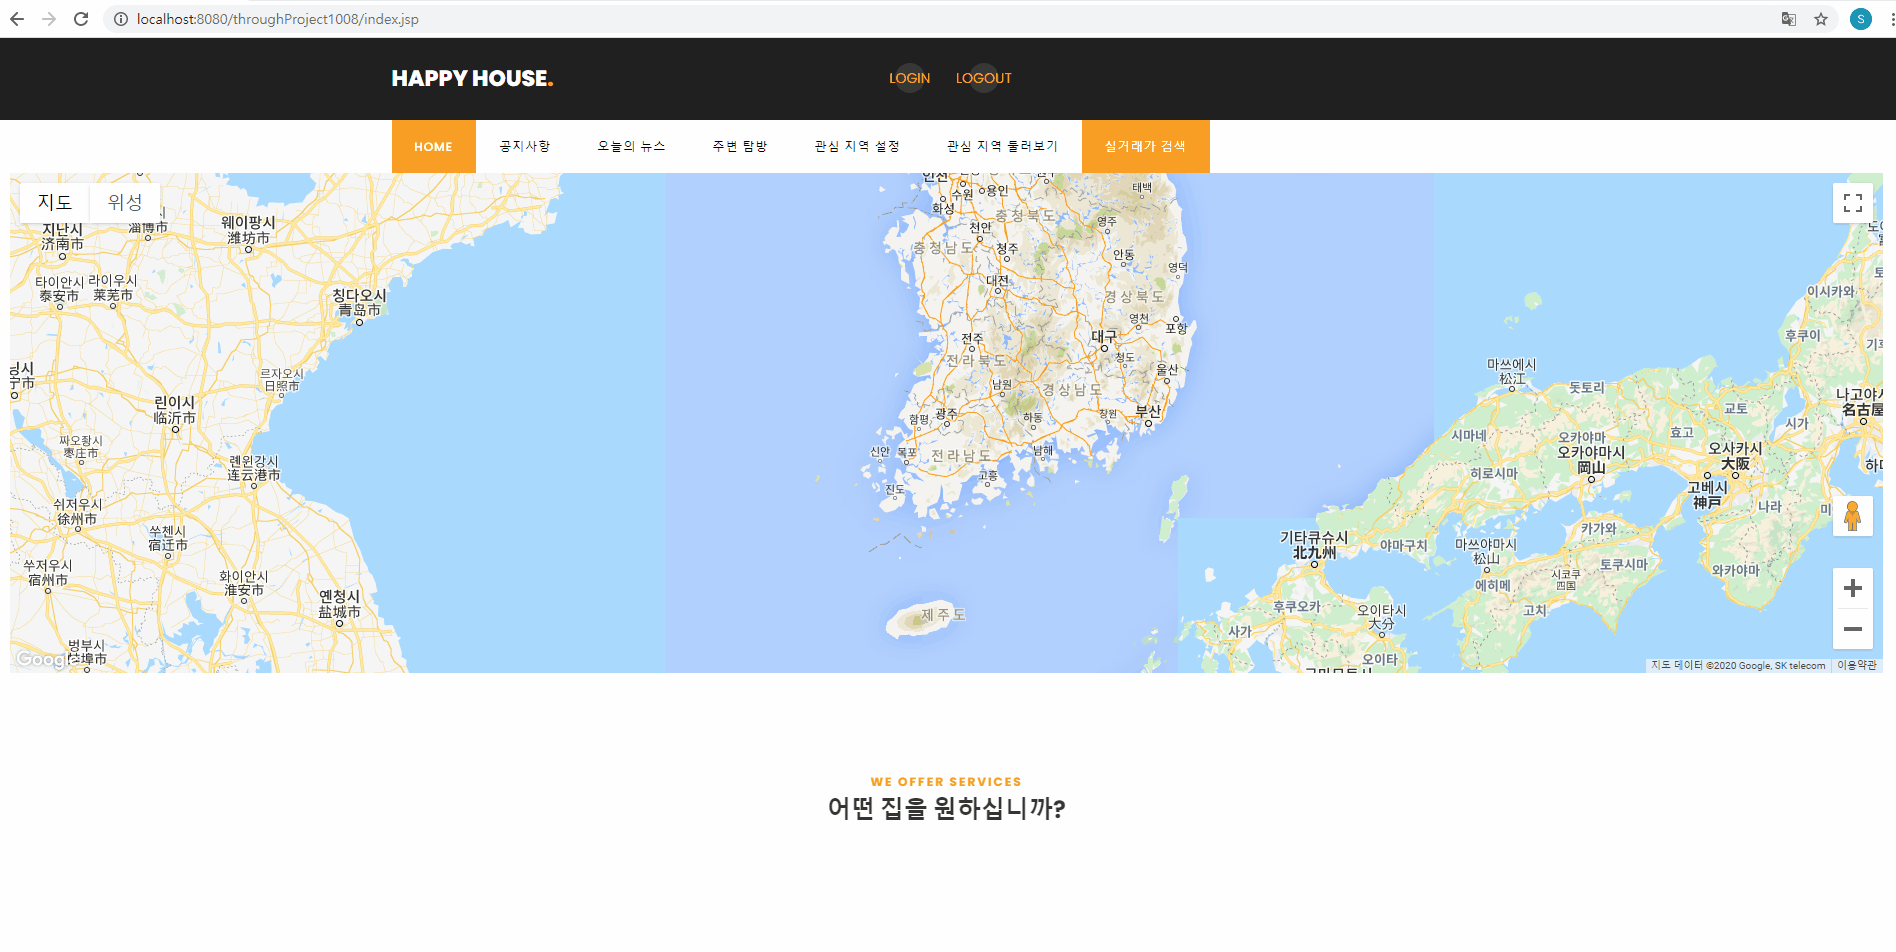 localhost:8080/throughProject1008/index.jsp
S
HAPPY HOUSE.
LOGIN LOGOUT
HOME 공지사항 오늘의 뉴스 주변 탐방 관심 지역 설정 관심 지역 둘러보기 실거래가 검색
지도 위성
지난시
济南市
淄博市
웨이팡시
潍坊市
타이안시
泰安市
라이우시
莱芜市
칭다오시
青岛市
르자오시
日照市
린이시
临沂市
짜오좡시
枣庄市
롄윈강시
连云港市
쉬저우시
徐州市
쑤첸시
宿迁市
쑤저우시
宿州市
화이안시
淮安市
옌청시
盐城市
벙부시
蚌埠市
인천
수원
용인
화성
충청북도
태백
영주
천안
충청남도
청주
안동
영덕
대전
경상북도
영천
포항
전주
대구
청도
전라북도
남원
경상남도
울산
함평
광주
하동
창원
부산
신안
목포
전라남도
남해
고흥
진도
제주도
이시카와
후쿠이
마쓰에시
松江
돗토리
교토
나고야시
名古屋
시가
시마네
오카야마
오카야마시
岡山
효고
오사카시
大阪
히로시마
고베시
神戸
나라
기타큐슈시
北九州
야마구치
마쓰야마시
松山
카가와
에히메
시코쿠
四国
토쿠시마
와카야마
고치
후쿠오카
오이타시
大分
사가
오이타
Google
지도 데이터 ©2020 Google, SK telecom 이용약관
WE OFFER SERVICES
어떤 집을 원하십니까?